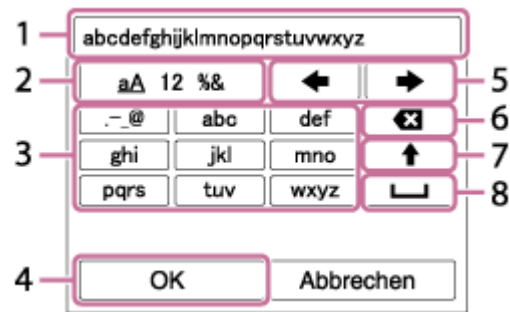 1 abcdefghijklmnopqrstuvwxyz
2 aA 12 %& 5
.-_@ abc def 6
3 ghi jkl mno 7
pqrs tuv wxyz 8
4 OK Abbrechen